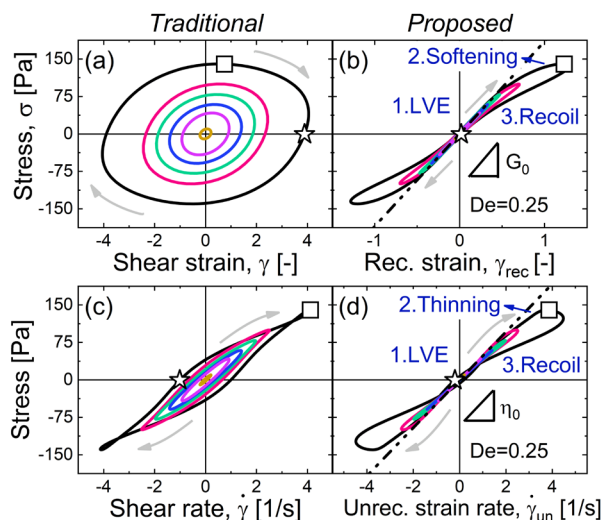 Traditional
Proposed
Stress, σ [Pa]
150
75
0
-75
-150
(a)
-4
-2
0
2
4
Shear strain, γ [-]
(b)
2.Softening
1.LVE
3.Recoil
G₀
De=0.25
-1
0
1
Rec. strain, γrec [-]
Stress [Pa]
150
75
0
-75
-150
(c)
-4
-2
0
2
4
Shear rate, γ̇ [1/s]
(d)
2.Thinning
1.LVE
3.Recoil
η₀
De=0.25
-4
-2
0
2
4
Unrec. strain rate, γ̇un [1/s]